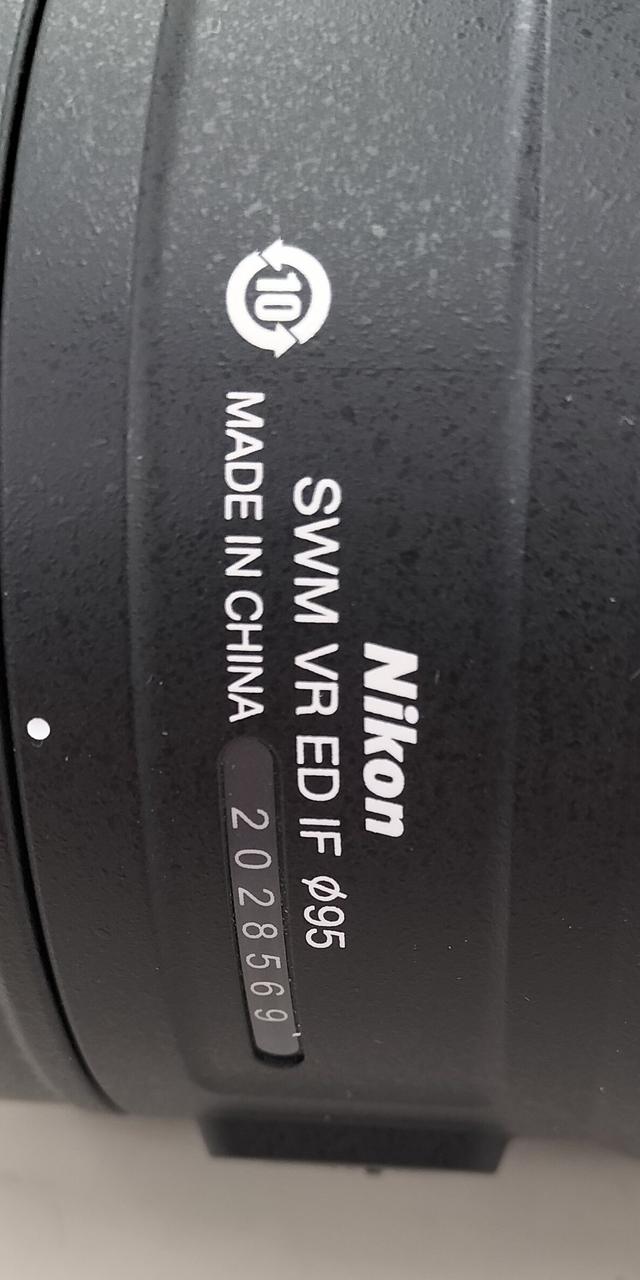 Nikon
SWM VR ED IF ø95
10 MADE IN CHINA 2028569